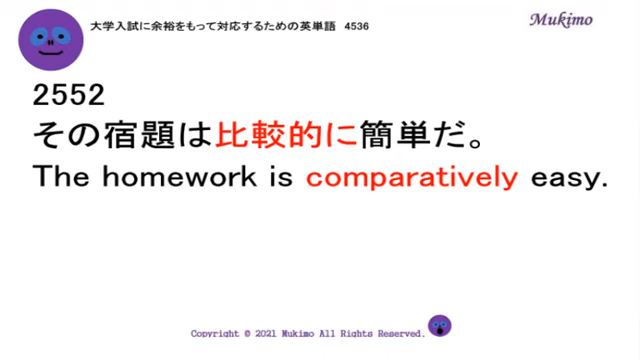 大学入試に余裕をもって対応するための英単語 4536
Mukimo
2552
その宿題は比較的に簡単だ。
The homework is comparatively easy.
Copyright © 2021 Mukimo All Rights Reserved.